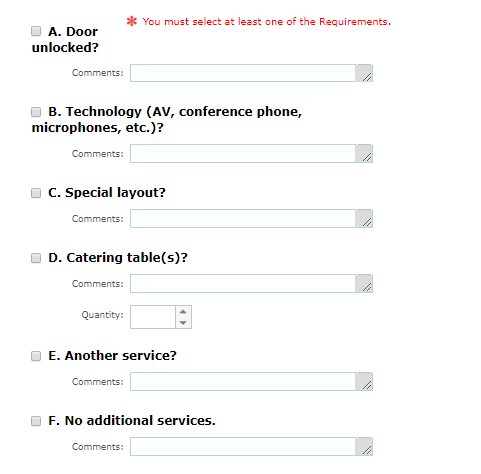 * You must select at least one of the Requirements.
A. Door
unlocked?
Comments:
B. Technology (AV, conference phone,
microphones, etc.)?
Comments:
C. Special layout?
Comments:
D. Catering table(s)?
Comments:
Quantity:
E. Another service?
Comments:
F. No additional services.
Comments: